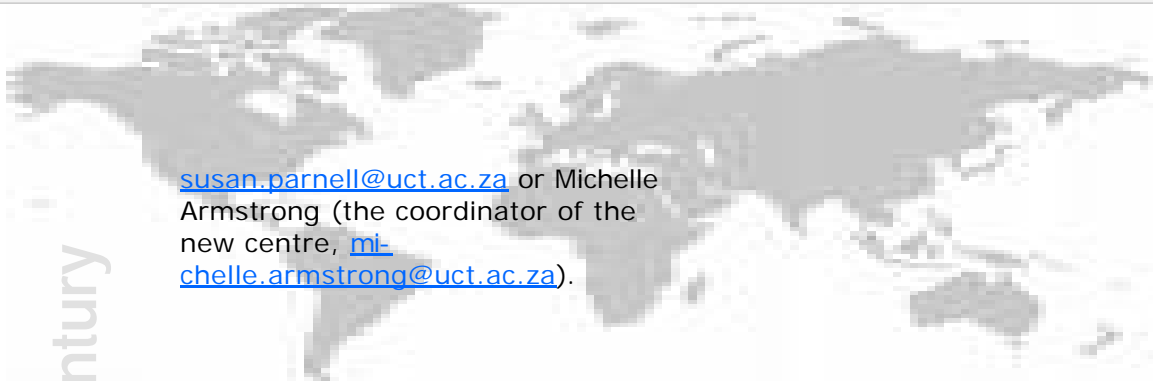 susan.parnell@uct.ac.za or Michelle
Armstrong (the coordinator of the
new centre, mi-
chelle.armstrong@uct.ac.za).
ntury